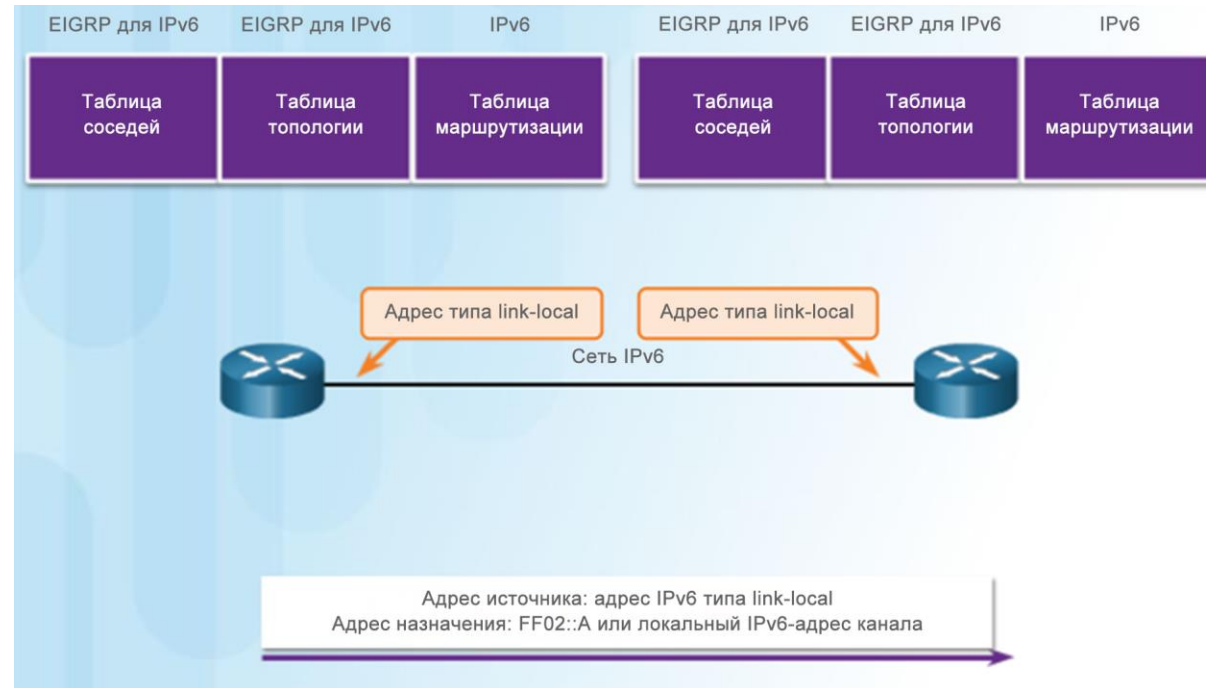 EIGRP для IPv6
EIGRP для IPv6
IPv6
EIGRP для IPv6
EIGRP для IPv6
IPv6
Таблица
соседей
Таблица
топологии
Таблица
маршрутизации
Таблица
соседей
Таблица
топологии
Таблица
маршрутизации
Адрес типа link-local
Адрес типа link-local
Сеть IPv6
Адрес источника: адрес IPv6 типа link-local
Адрес назначения: FF02::A или локальный IPv6-адрес канала